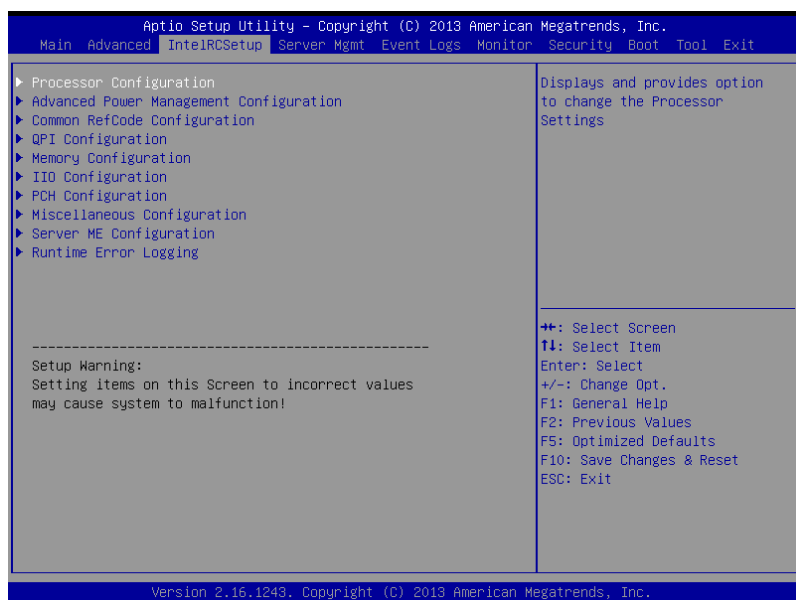 Aptio Setup Utility – Copyright (C) 2013 American Megatrends, Inc.
Main Advanced IntelRCSetup Server Mgmt Event Logs Monitor Security Boot Tool Exit
Processor Configuration
Advanced Power Management Configuration
Common RefCode Configuration
QPI Configuration
Memory Configuration
IIO Configuration
PCH Configuration
Miscellaneous Configuration
Server ME Configuration
Runtime Error Logging
--------------------------------------------------
Setup Warning:
Setting items on this Screen to incorrect values
may cause system to malfunction!
Displays and provides option
to change the Processor
Settings
→←: Select Screen
↑↓: Select Item
Enter: Select
+/-: Change Opt.
F1: General Help
F2: Previous Values
F5: Optimized Defaults
F10: Save Changes & Reset
ESC: Exit
Version 2.16.1243. Copyright (C) 2013 American Megatrends, Inc.